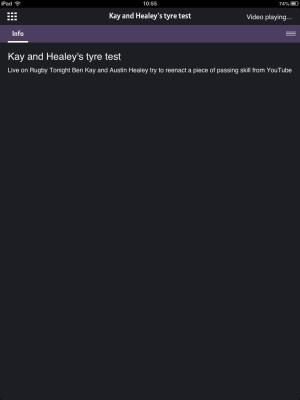 iPad 10:55 74%
Kay and Healey's tyre test Video playing...
Info
Kay and Healey's tyre test
Live on Rugby Tonight Ben Kay and Austin Healey try to reenact a piece of passing skill from YouTube